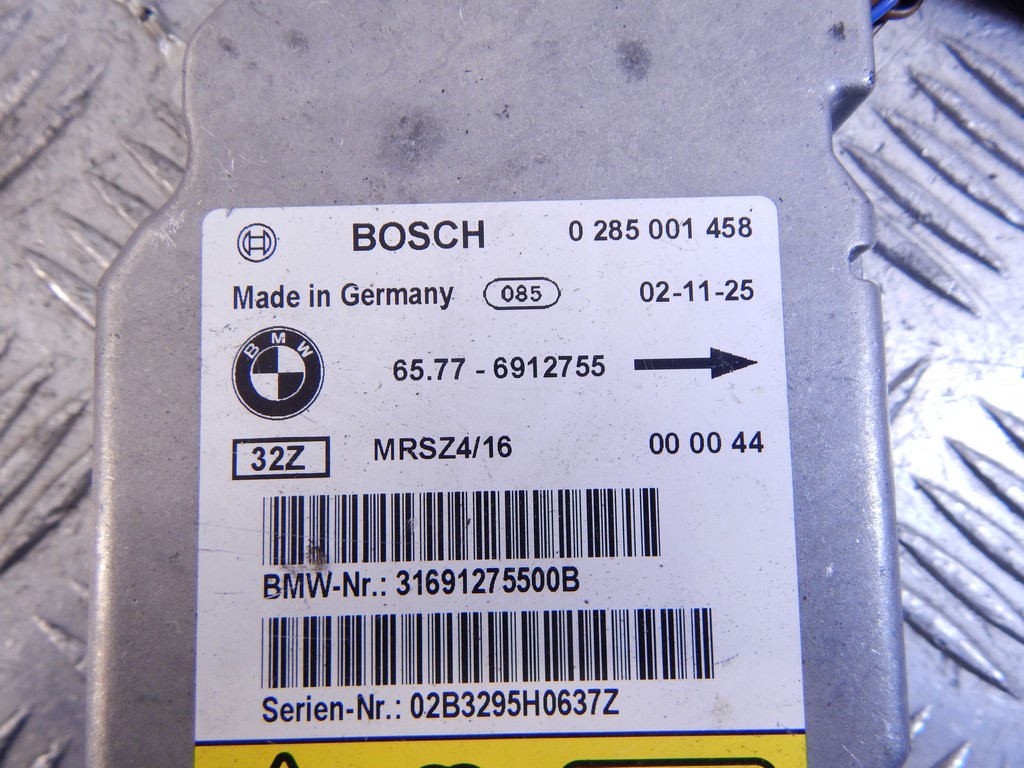 BOSCH 0 285 001 458
Made in Germany 085 02-11-25
BMW
65.77 - 6912755
32Z MRSZ4/16 00 00 44
BMW-Nr.: 31691275500B
Serien-Nr.: 02B3295H0637Z